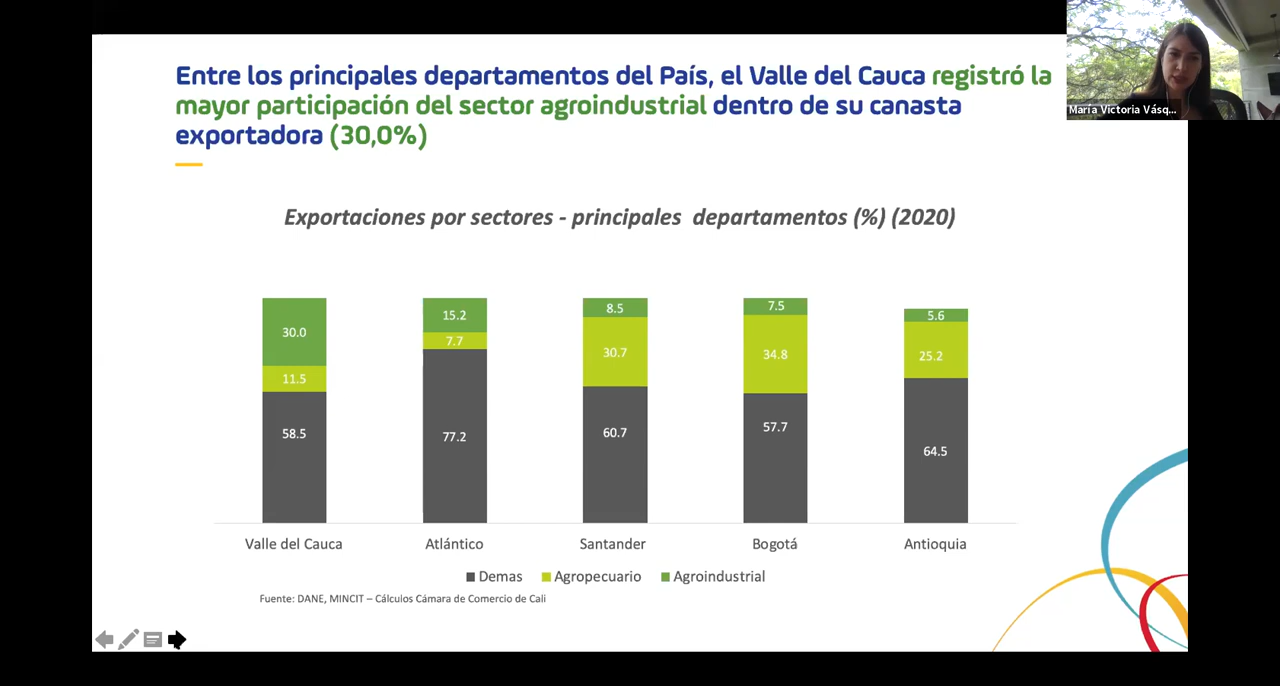 Entre los principales departamentos del País, el Valle del Cauca registró la
mayor participación del sector agroindustrial dentro de su canasta
exportadora (30,0%)
María Victoria Vásq...
Exportaciones por sectores - principales departamentos (%) (2020)
30.0
11.5
58.5
15.2
7.7
77.2
8.5
30.7
60.7
7.5
34.8
57.7
5.6
25.2
64.5
Valle del Cauca
Atlántico
Santander
Bogotá
Antioquia
Demas
Agropecuario
Agroindustrial
Fuente: DANE, MINCIT – Cálculos Cámara de Comercio de Cali